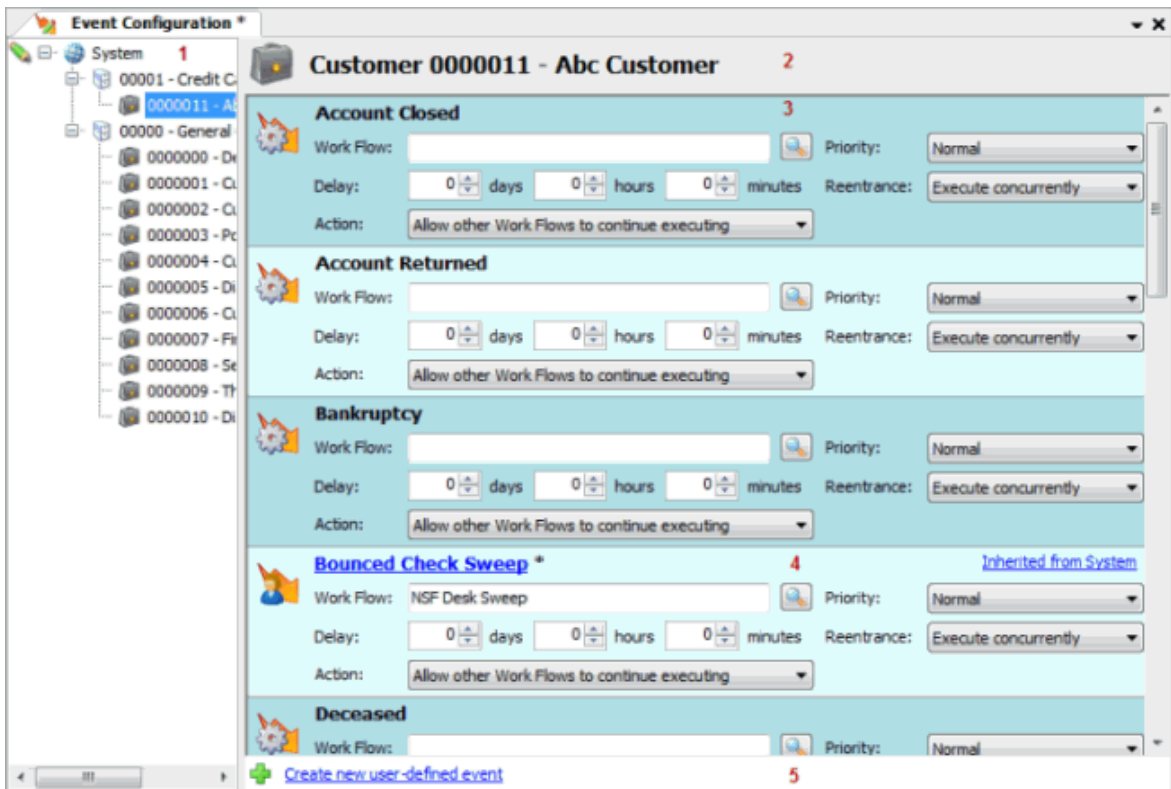 Event Configuration *
System 1
00001 - Credit C
0000011 - Ab
00000 - General
0000000 - De
0000001 - Cu
0000002 - Cu
0000003 - Po
0000004 - Cu
0000005 - Di
0000006 - Cu
0000007 - Fi
0000008 - Se
0000009 - Th
0000010 - Di
Customer 0000011 - Abc Customer 2
Account Closed 3
Work Flow: Priority: Normal
Delay: 0 days 0 hours 0 minutes Reentrance: Execute concurrently
Action: Allow other Work Flows to continue executing
Account Returned
Work Flow: Priority: Normal
Delay: 0 days 0 hours 0 minutes Reentrance: Execute concurrently
Action: Allow other Work Flows to continue executing
Bankruptcy
Work Flow: Priority: Normal
Delay: 0 days 0 hours 0 minutes Reentrance: Execute concurrently
Action: Allow other Work Flows to continue executing
Bounced Check Sweep * 4 Inherited from System
Work Flow: NSF Desk Sweep Priority: Normal
Delay: 0 days 0 hours 0 minutes Reentrance: Execute concurrently
Action: Allow other Work Flows to continue executing
Deceased
Work Flow: Priority: Normal
Create new user-defined event 5